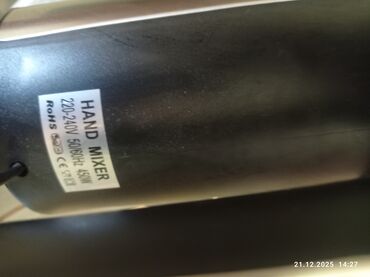 HAND MIXER
220-240V 50/60Hz 450W
RoHS CE
21.12.2025 14:27